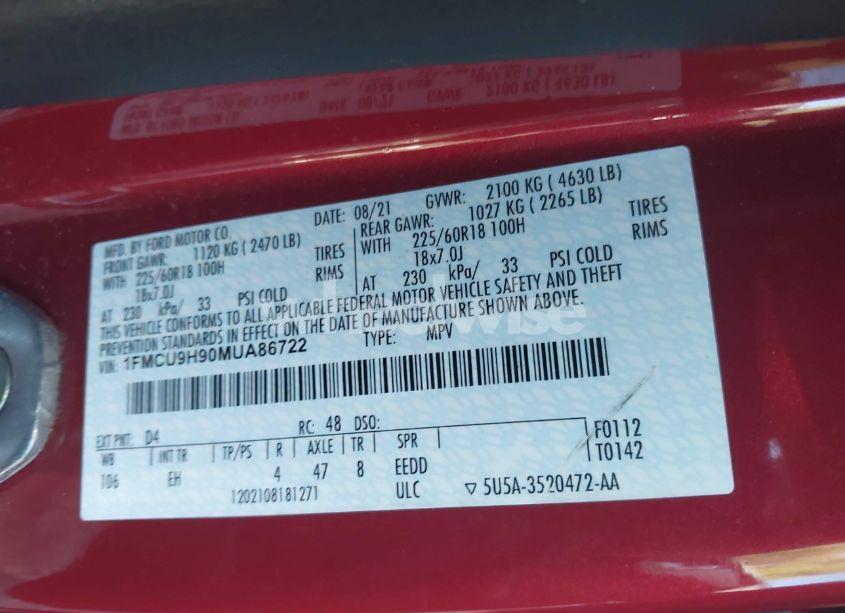 MFD. BY FORD MOTOR CO.
DATE: 08/21
GVWR: 2100 KG ( 4630 LB)
FRONT GAWR: 1120 KG ( 2470 LB)
REAR GAWR: 1027 KG ( 2265 LB)
WITH 225/60R18 100H TIRES
WITH 225/60R18 100H TIRES
18x7.0J RIMS
18x7.0J RIMS
AT 230 kPa/ 33 PSI COLD
AT 230 kPa/ 33 PSI COLD
THIS VEHICLE CONFORMS TO ALL APPLICABLE FEDERAL MOTOR VEHICLE SAFETY AND THEFT
PREVENTION STANDARDS IN EFFECT ON THE DATE OF MANUFACTURE SHOWN ABOVE.
VIN: 1FMCU9H90MUA86722
TYPE: MPV
EXT PNT: D4 RC: 48 DSO:
WB INT TR TP/PS R AXLE TR SPR
106 EH 4 47 8 EEDD
ULC
F0112
T0142
1202108181271
▽ 5U5A-3520472-AA